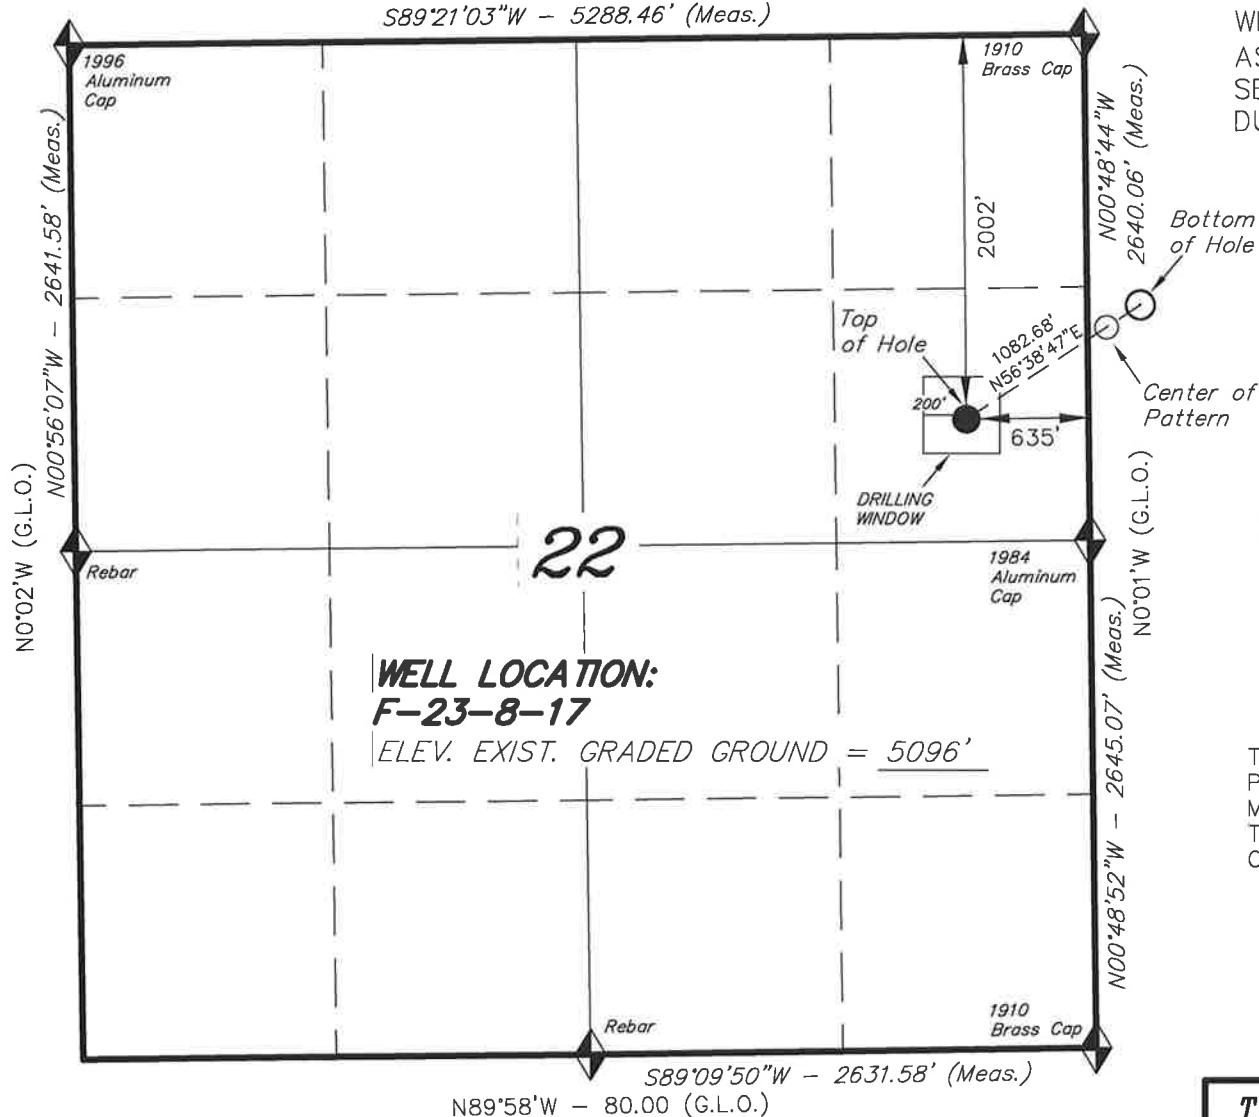 S89°21'03"W - 5288.46' (Meas.)
1996
Aluminum
Cap
1910
Brass Cap
N00°56'07"W - 2641.58' (Meas.)
N0°02'W (G.L.O.)
N00°48'44"W
2640.06' (Meas.)
2002'
Bottom
of Hole
Top
of Hole
1082.68'
N56°38'47"E
200'
635'
Center of
Pattern
DRILLING
WINDOW
22
Rebar
1984
Aluminum
Cap
N0°01'W (G.L.O.)
WELL LOCATION:
F-23-8-17
ELEV. EXIST. GRADED GROUND = 5096'
N00°48'52"W - 2645.07' (Meas.)
Rebar
1910
Brass Cap
S89°09'50"W - 2631.58' (Meas.)
N89°58'W - 80.00 (G.L.O.)